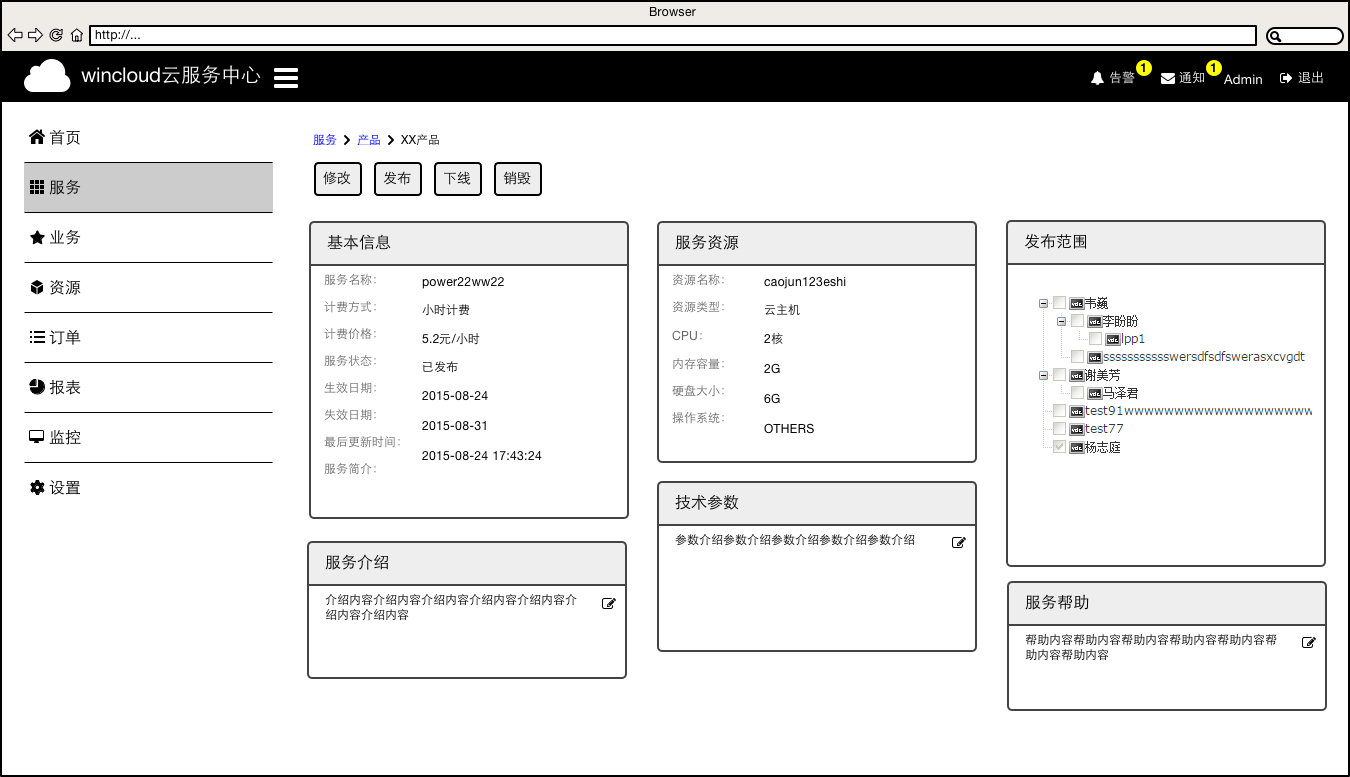 Browser
http://...
wincloud云服务中心
告警 1
通知 1
Admin
退出
首页
服务
业务
资源
订单
报表
监控
设置
服务 > 产品 > XX产品
修改
发布
下线
销毁
基本信息
服务名称： power22ww22
计费方式： 小时计费
计费价格： 5.2元/小时
服务状态： 已发布
生效日期： 2015-08-24
失效日期： 2015-08-31
最后更新时间： 2015-08-24 17:43:24
服务简介：
服务介绍
介绍内容介绍内容介绍内容介绍内容介绍内容介
绍内容介绍内容
服务资源
资源名称： caojun123eshi
资源类型： 云主机
CPU： 2核
内存容量： 2G
硬盘大小： 6G
操作系统： OTHERS
技术参数
参数介绍参数介绍参数介绍参数介绍参数介绍
发布范围
vdc 韦巍
vdc 李盼盼
vdc lpp1
vdc ssssssssssswersdfsdfswerasxcvgdt
vdc 谢美芳
vdc 马泽君
vdc test91wwwwwwwwwwwwwwwwwww
vdc test77
vdc 杨志庭
服务帮助
帮助内容帮助内容帮助内容帮助内容帮助内容帮
助内容帮助内容